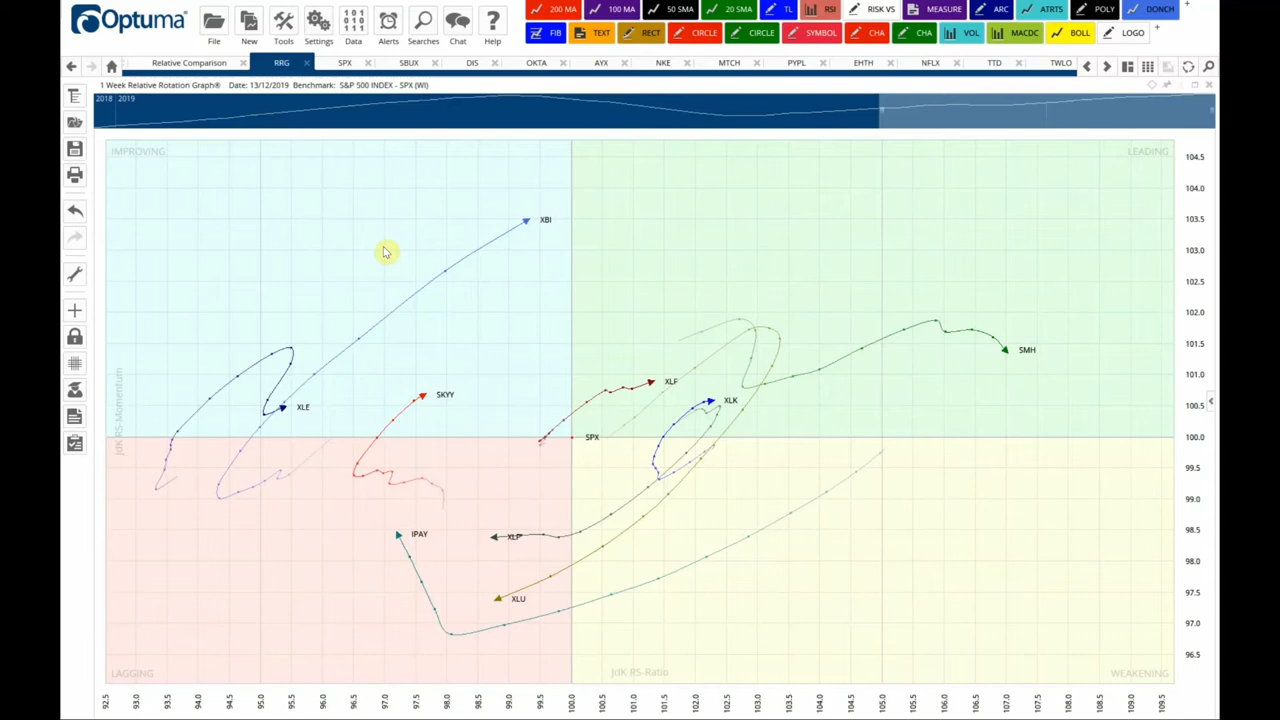 Optuma®
File New Tools Settings Data Alerts Searches Chat Help
200 MA 100 MA 50 SMA 20 SMA TL RSI RISK VS MEASURE ARC ATRTS POLY DONCH +
FIB TEXT RECT CIRCLE CIRCLE SYMBOL CHA CHA VOL MACDC BOLL LOGO +
Relative Comparison RRG SPX SBUX DIS OKTA AYX NKE MTCH PYPL EHTH NFLX TTD TWLO
1 Week Relative Rotation Graph® Date: 13/12/2019 Benchmark: S&P 500 INDEX - SPX (WI)
2018 2019
IMPROVING
LEADING
104.5
104.0
103.5
103.0
102.5
102.0
101.5
101.0
100.5
100.0
99.5
99.0
98.5
98.0
97.5
97.0
96.5
XBI
SMH
XLF
SKYY
XLK
XLE
SPX
JdK RS-Momentum
IPAY
XLP
XLU
LAGGING
JdK RS-Ratio
WEAKENING
92.5 93.0 93.5 94.0 94.5 95.0 95.5 96.0 96.5 97.0 97.5 98.0 98.5 99.0 99.5 100.0 100.5 101.0 101.5 102.0 102.5 103.0 103.5 104.0 104.5 105.0 105.5 106.0 106.5 107.0 107.5 108.0 108.5 109.0 109.5